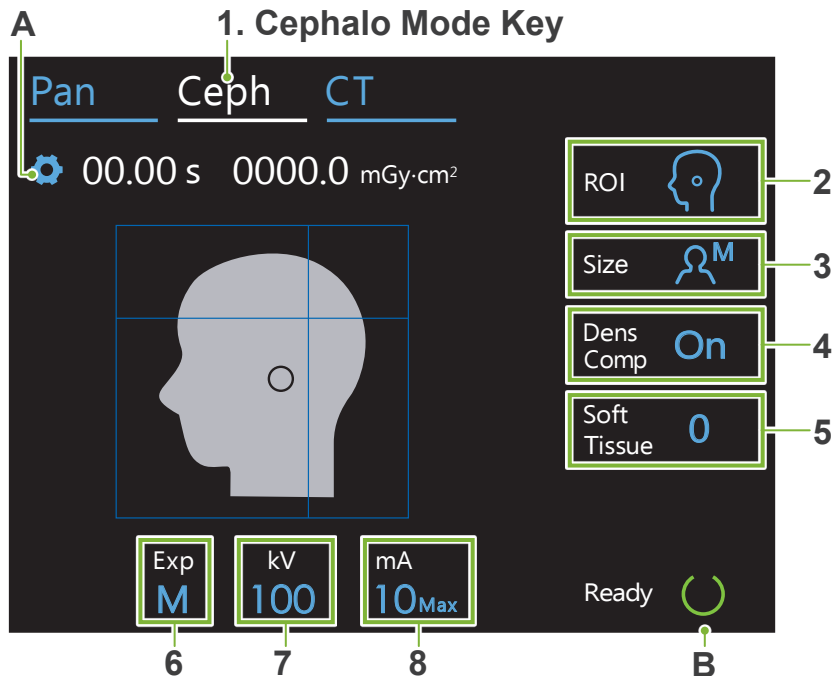 A 1. Cephalo Mode Key
Pan Ceph CT
00.00 s 0000.0 mGy·cm²
ROI 2
Size M 3
Dens Comp On 4
Soft Tissue 0 5
Exp kV mA
M 100 10Max
Ready
6 7 8 B